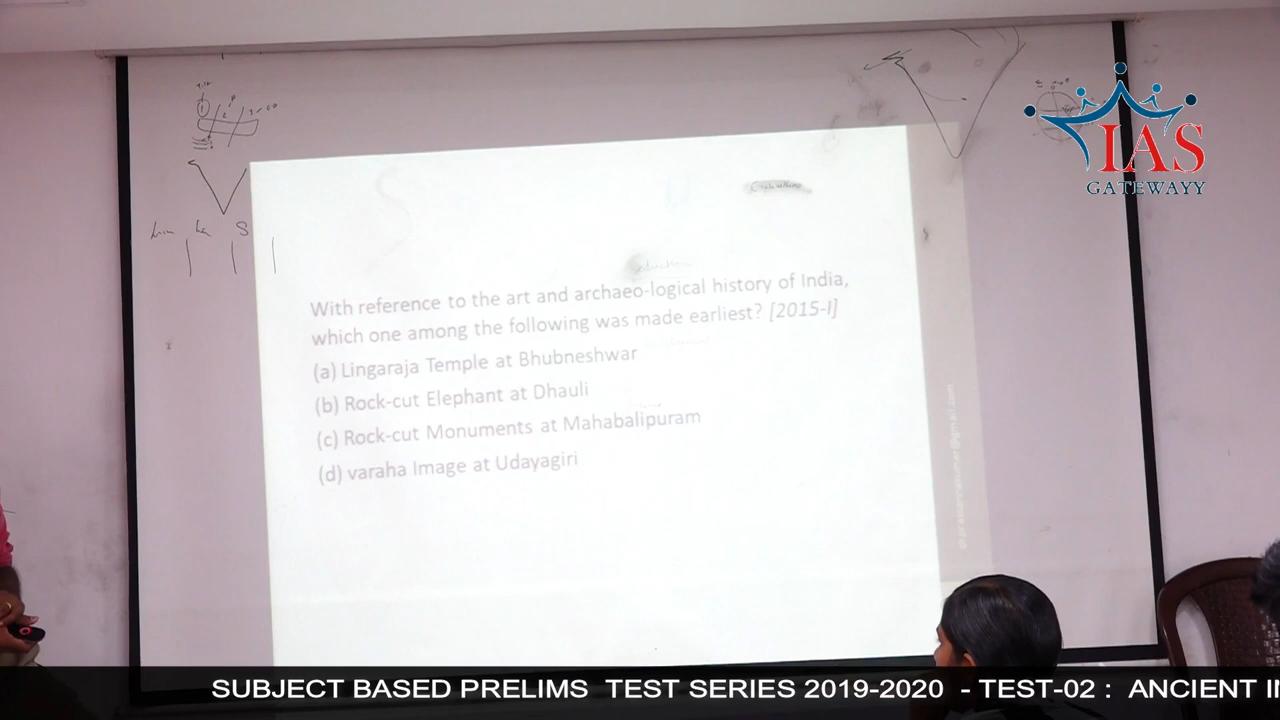 IAS
GATEWAYY
With reference to the art and archaeo-logical history of India,
which one among the following was made earliest? [2015-I]
(a) Lingaraja Temple at Bhubneshwar
(b) Rock-cut Elephant at Dhauli
(c) Rock-cut Monuments at Mahabalipuram
(d) varaha Image at Udayagiri
SUBJECT BASED PRELIMS TEST SERIES 2019-2020 - TEST-02 : ANCIENT I